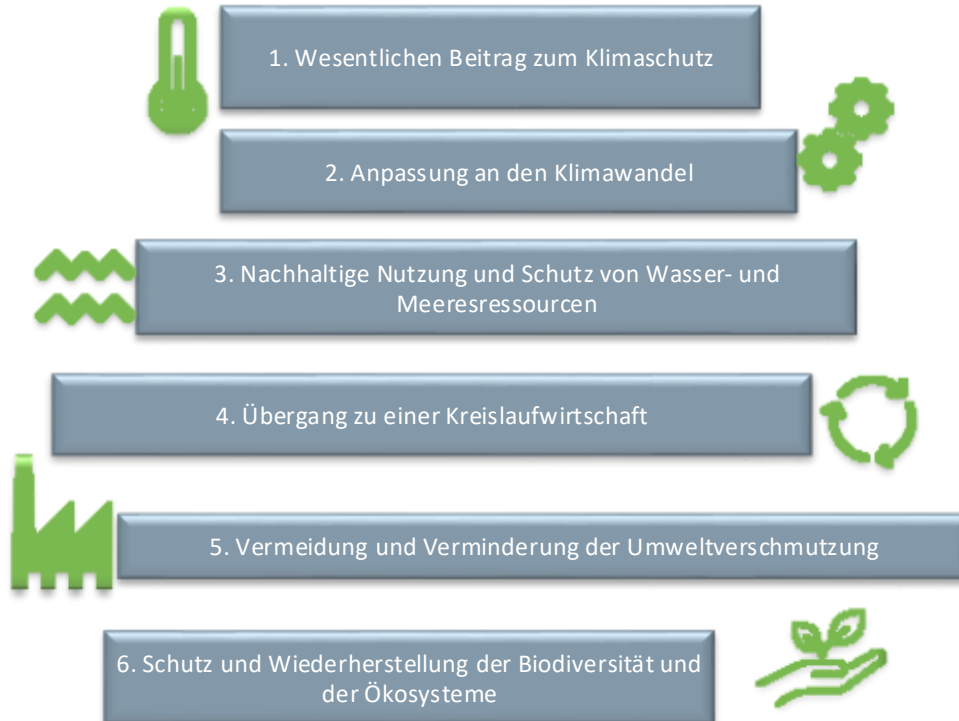 1. Wesentlichen Beitrag zum Klimaschutz
2. Anpassung an den Klimawandel
3. Nachhaltige Nutzung und Schutz von Wasser- und
Meeresressourcen
4. Übergang zu einer Kreislaufwirtschaft
5. Vermeidung und Verminderung der Umweltverschmutzung
6. Schutz und Wiederherstellung der Biodiversität und
der Ökosysteme